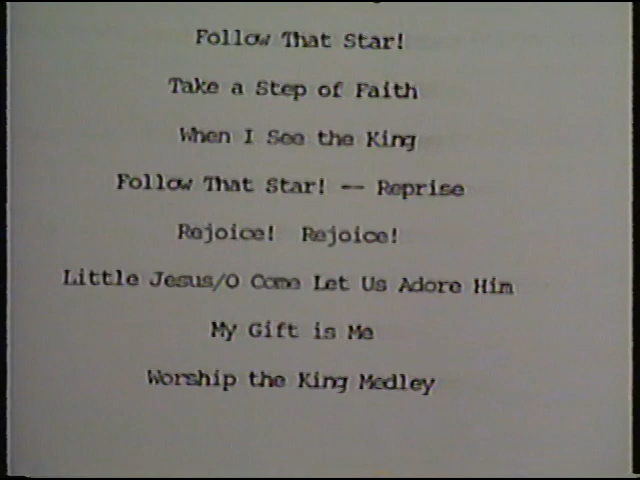 Follow That Star!
Take a Step of Faith
When I See the King
Follow That Star! -- Reprise
Rejoice!  Rejoice!
Little Jesus/O Come Let Us Adore Him
My Gift is Me
Worship the King Medley